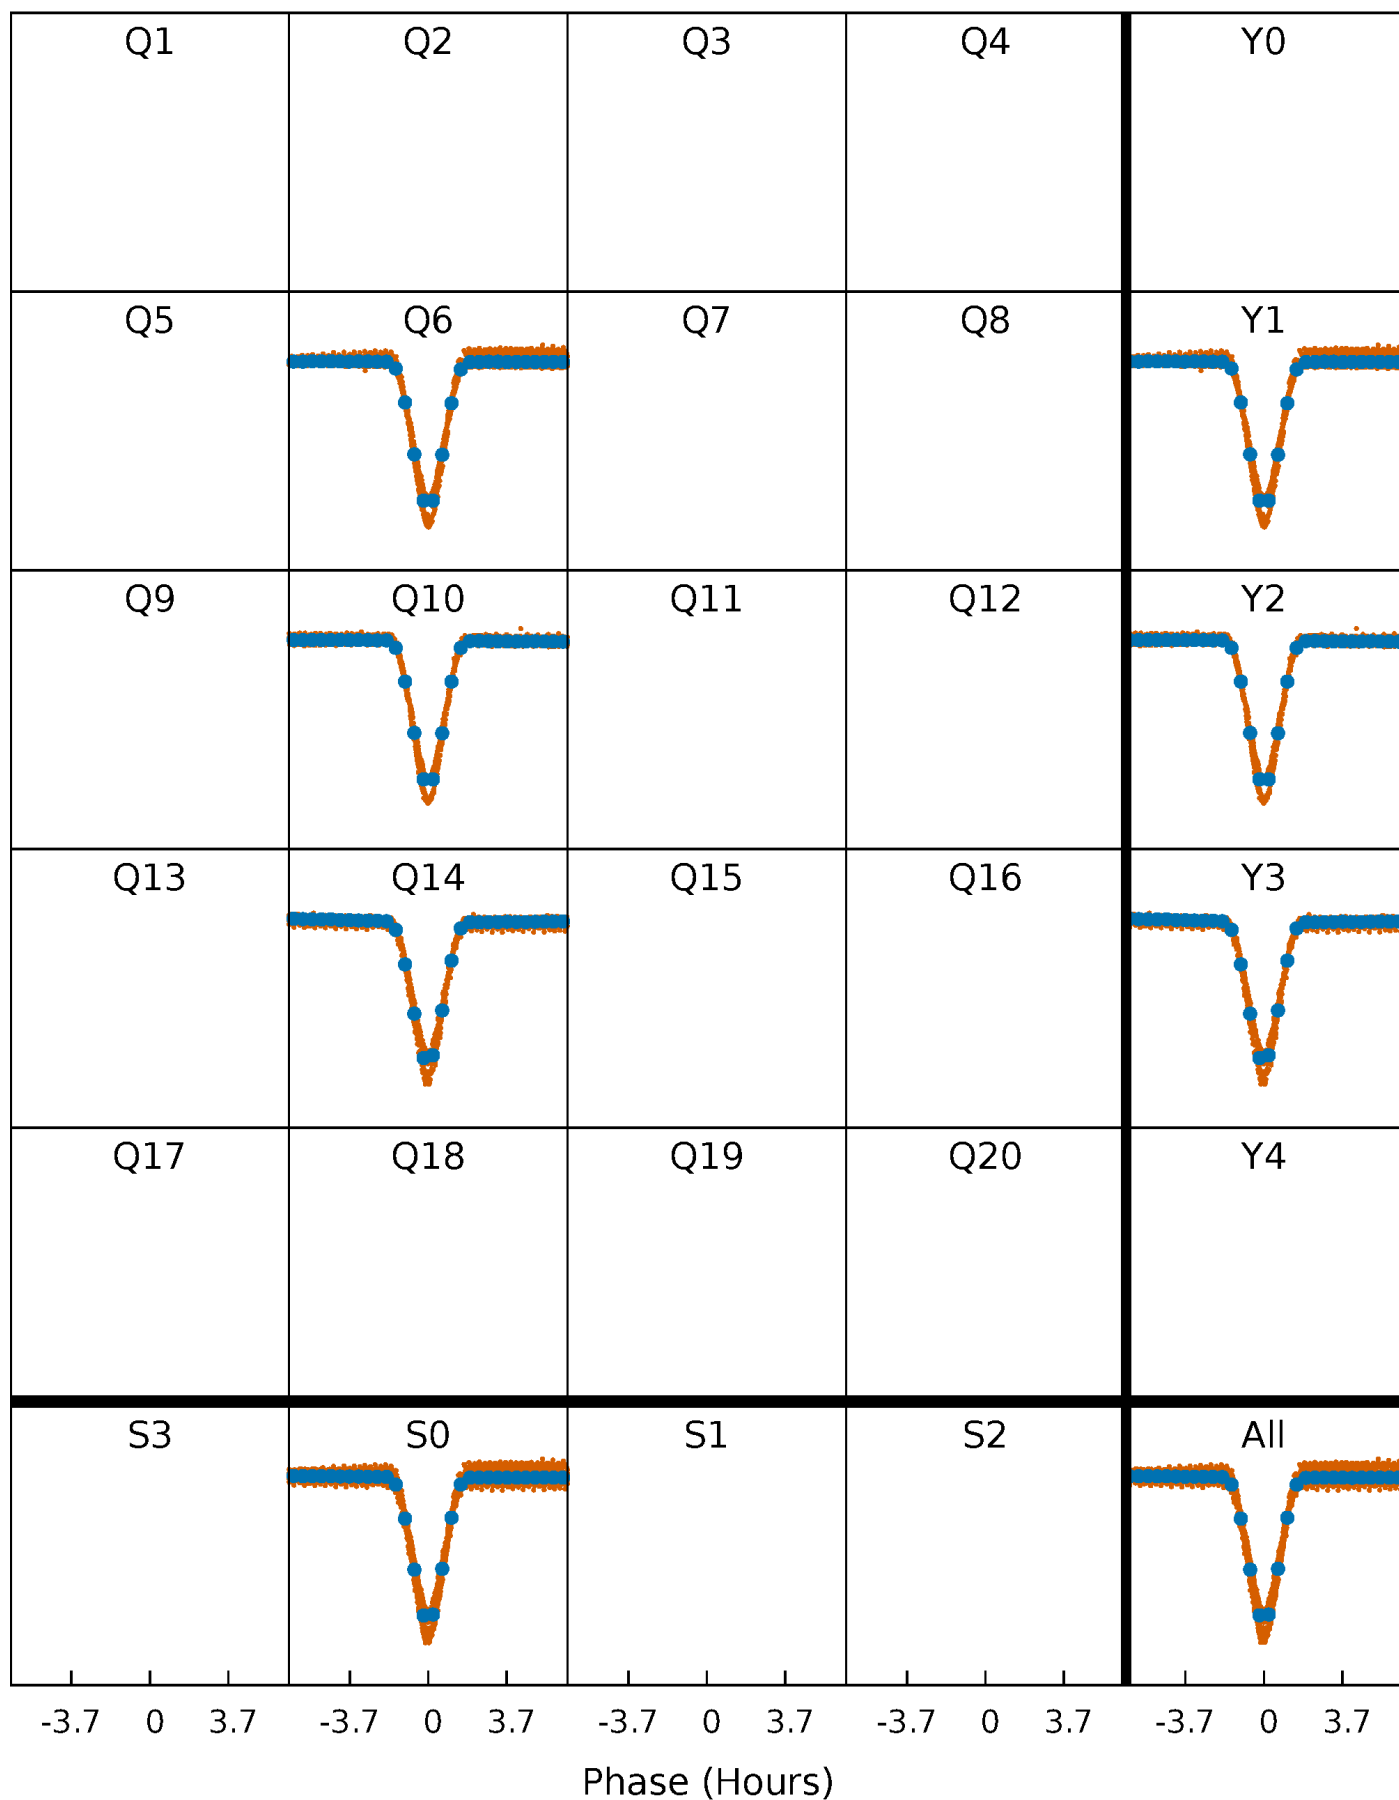 Q1 Q2 Q3 Q4 Y0
Q5 Q6 Q7 Q8 Y1
Q9 Q10 Q11 Q12 Y2
Q13 Q14 Q15 Q16 Y3
Q17 Q18 Q19 Q20 Y4
S3 S0 S1 S2 All
-3.7 0 3.7 -3.7 0 3.7 -3.7 0 3.7 -3.7 0 3.7 -3.7 0 3.7
Phase (Hours)